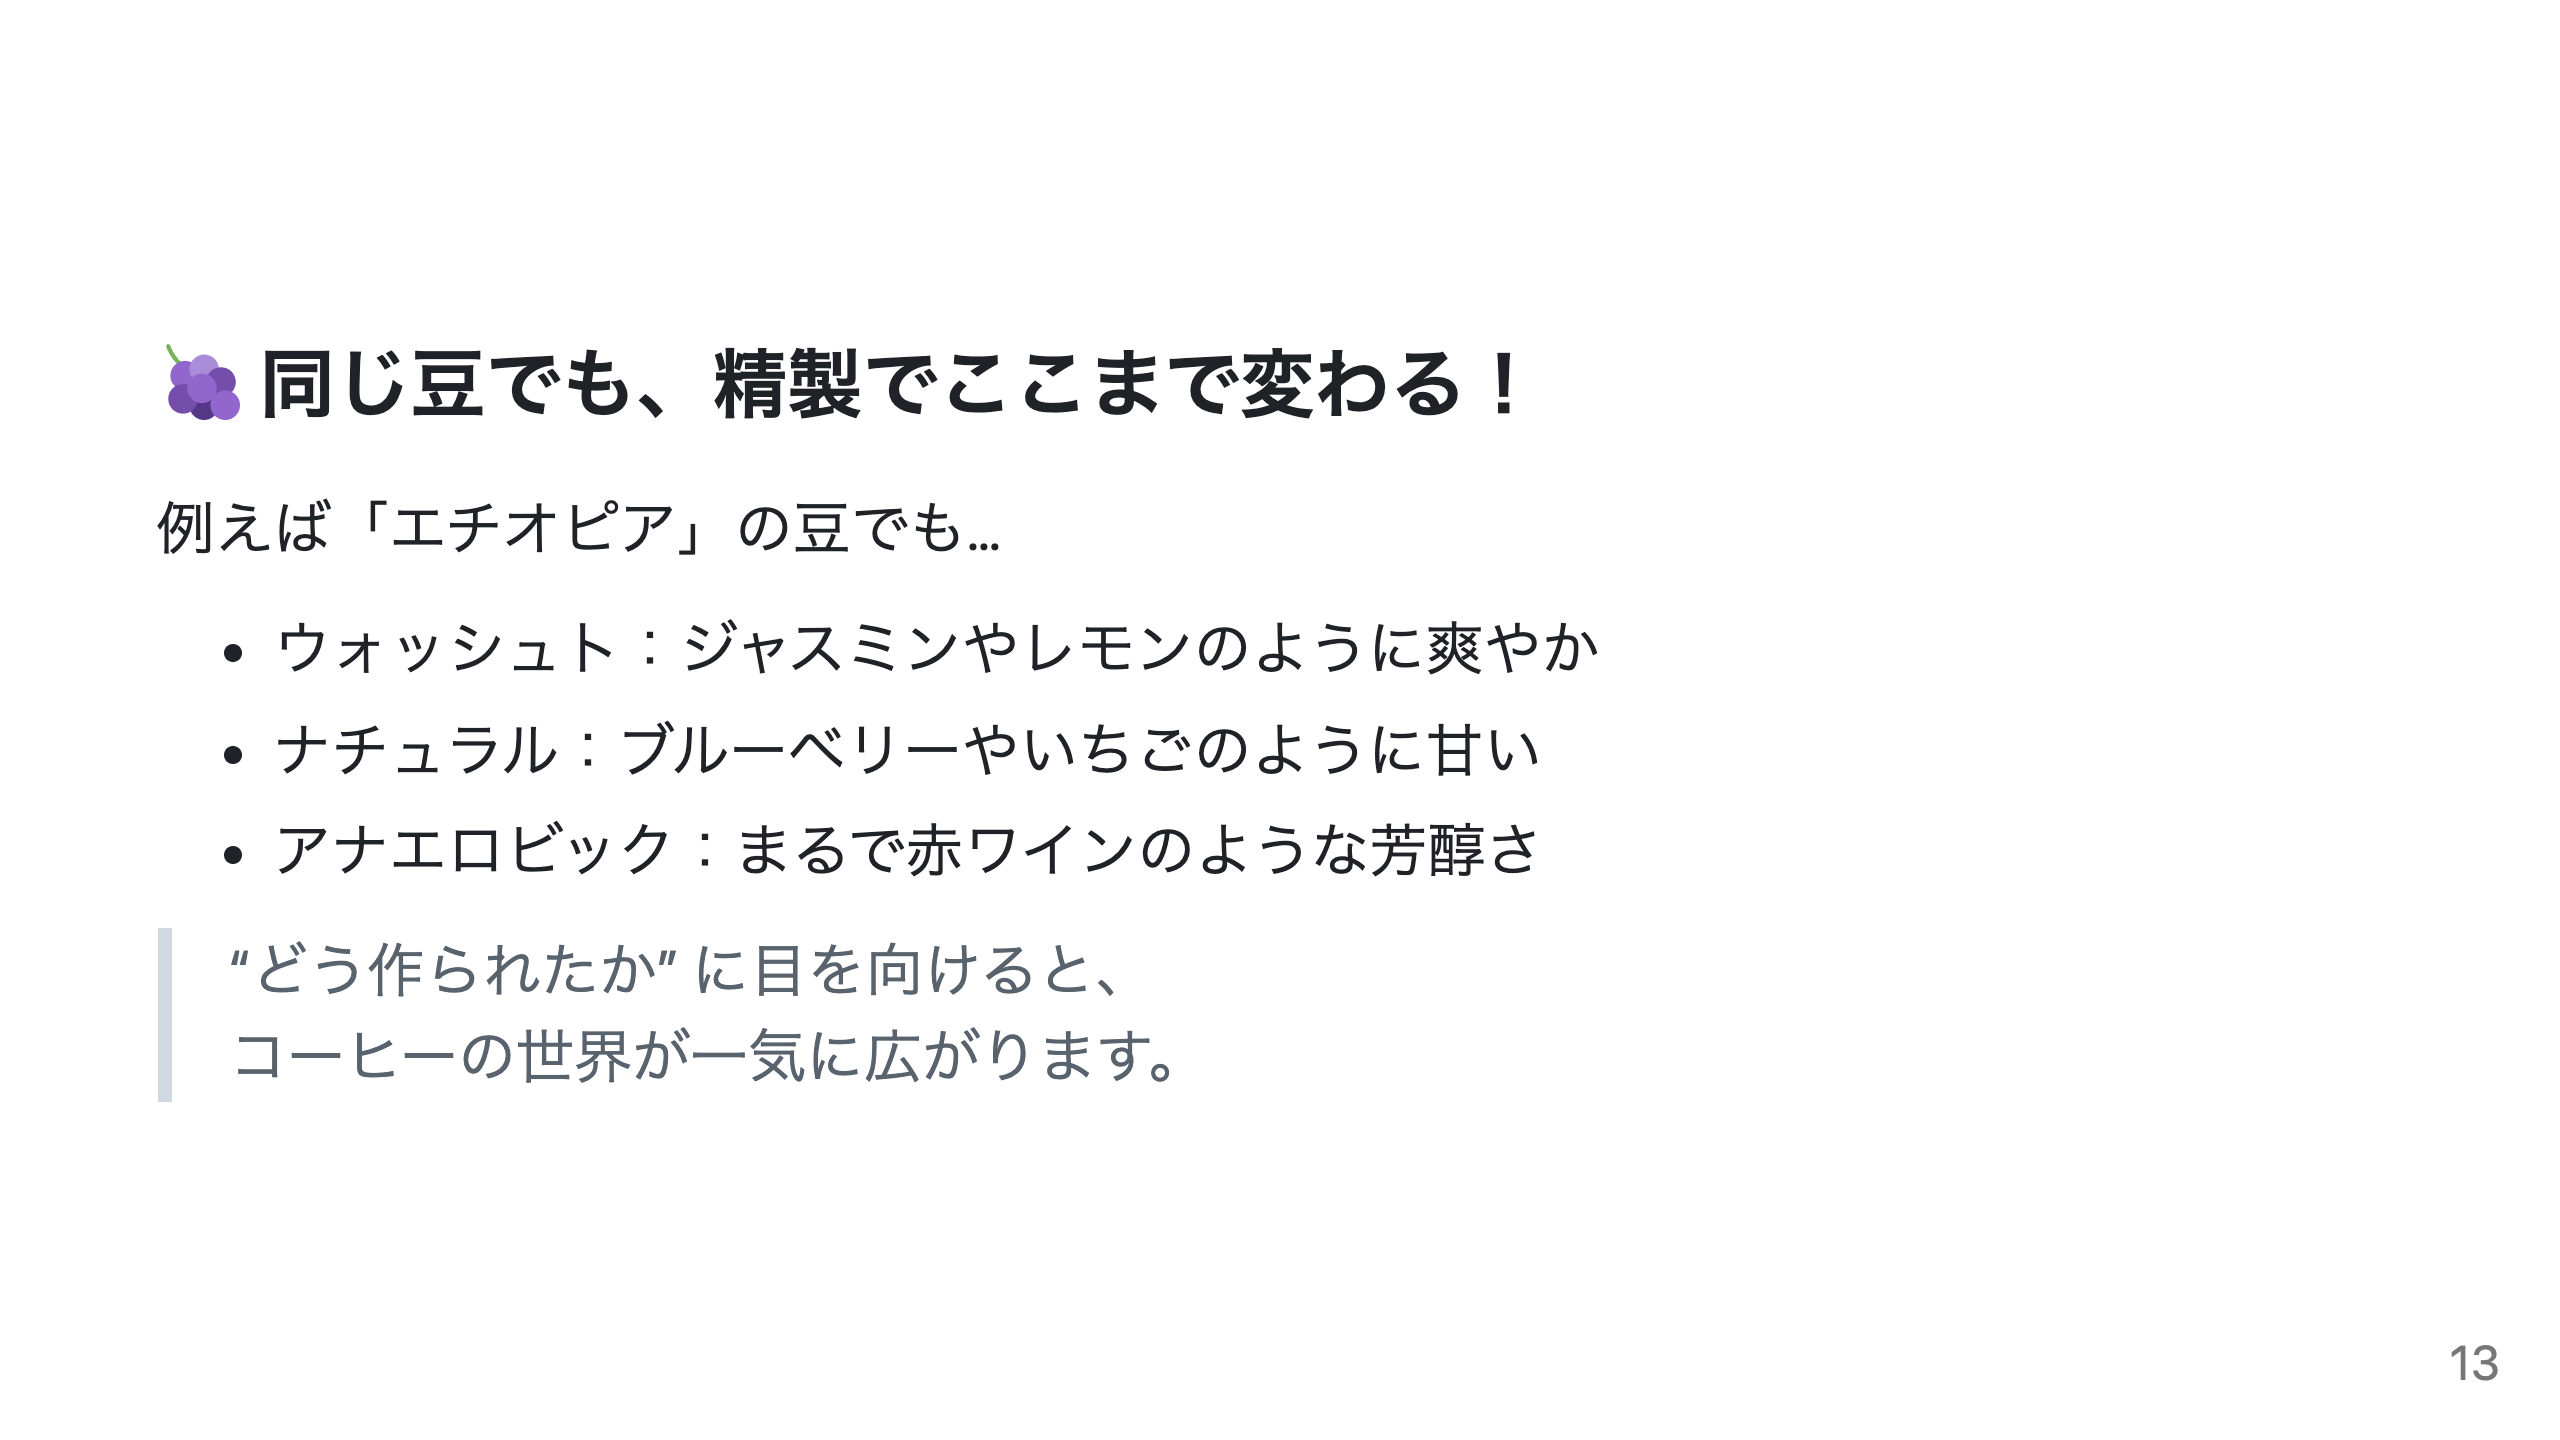 🍇 同じ豆でも、精製でここまで変わる！
例えば「エチオピア」の豆でも...
• ウォッシュト：ジャスミンやレモンのように爽やか
• ナチュラル：ブルーベリーやいちごのように甘い
• アナエロビック：まるで赤ワインのような芳醇さ
“どう作られたか” に目を向けると、
コーヒーの世界が一気に広がります。
13